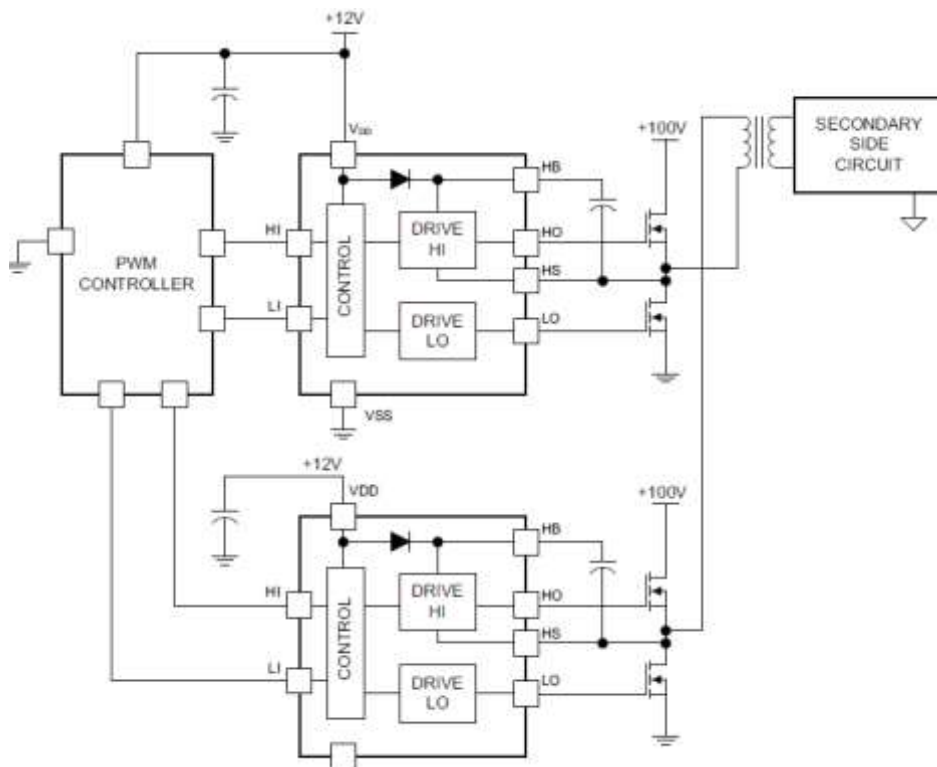 +12V
VDD
+100V
SECONDARY
SIDE
CIRCUIT
HB
HI
DRIVE
HI
HO
PWM
CONTROLLER
CONTROL
HS
LI
DRIVE
LO
LO
VSS
+12V
VDD
+100V
HB
HI
DRIVE
HI
HO
CONTROL
HS
LI
DRIVE
LO
LO